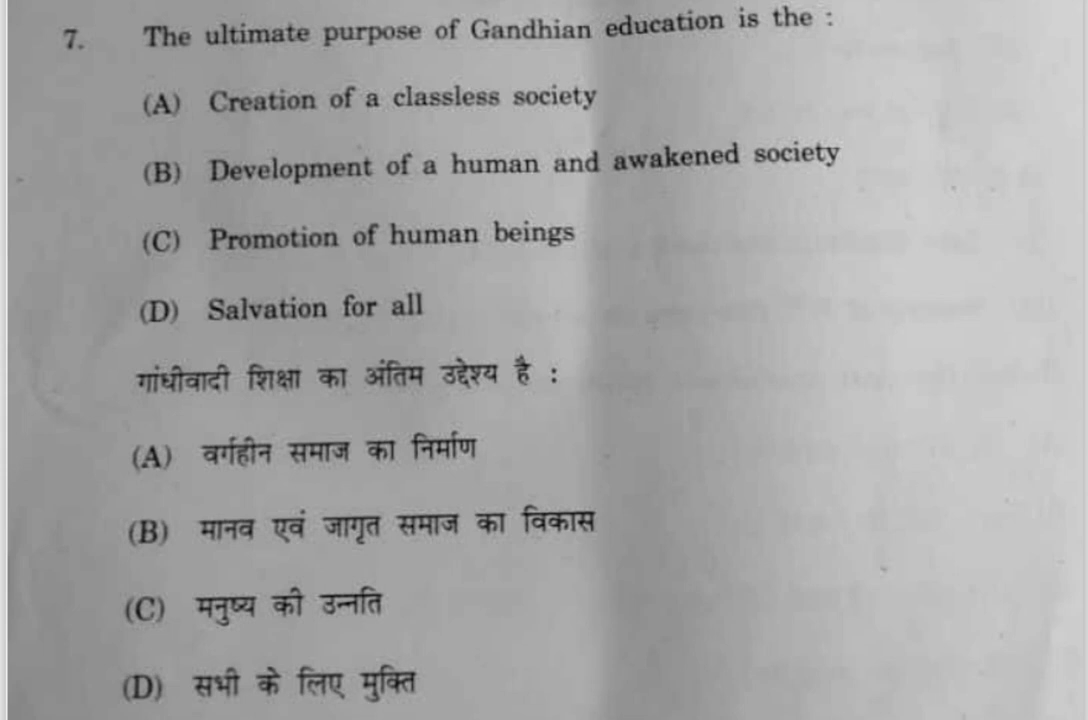 7. The ultimate purpose of Gandhian education is the :
(A) Creation of a classless society
(B) Development of a human and awakened society
(C) Promotion of human beings
(D) Salvation for all
गांधीवादी शिक्षा का अंतिम उद्देश्य है :
(A) वर्गहीन समाज का निर्माण
(B) मानव एवं जागृत समाज का विकास
(C) मनुष्य की उन्नति
(D) सभी के लिए मुक्ति